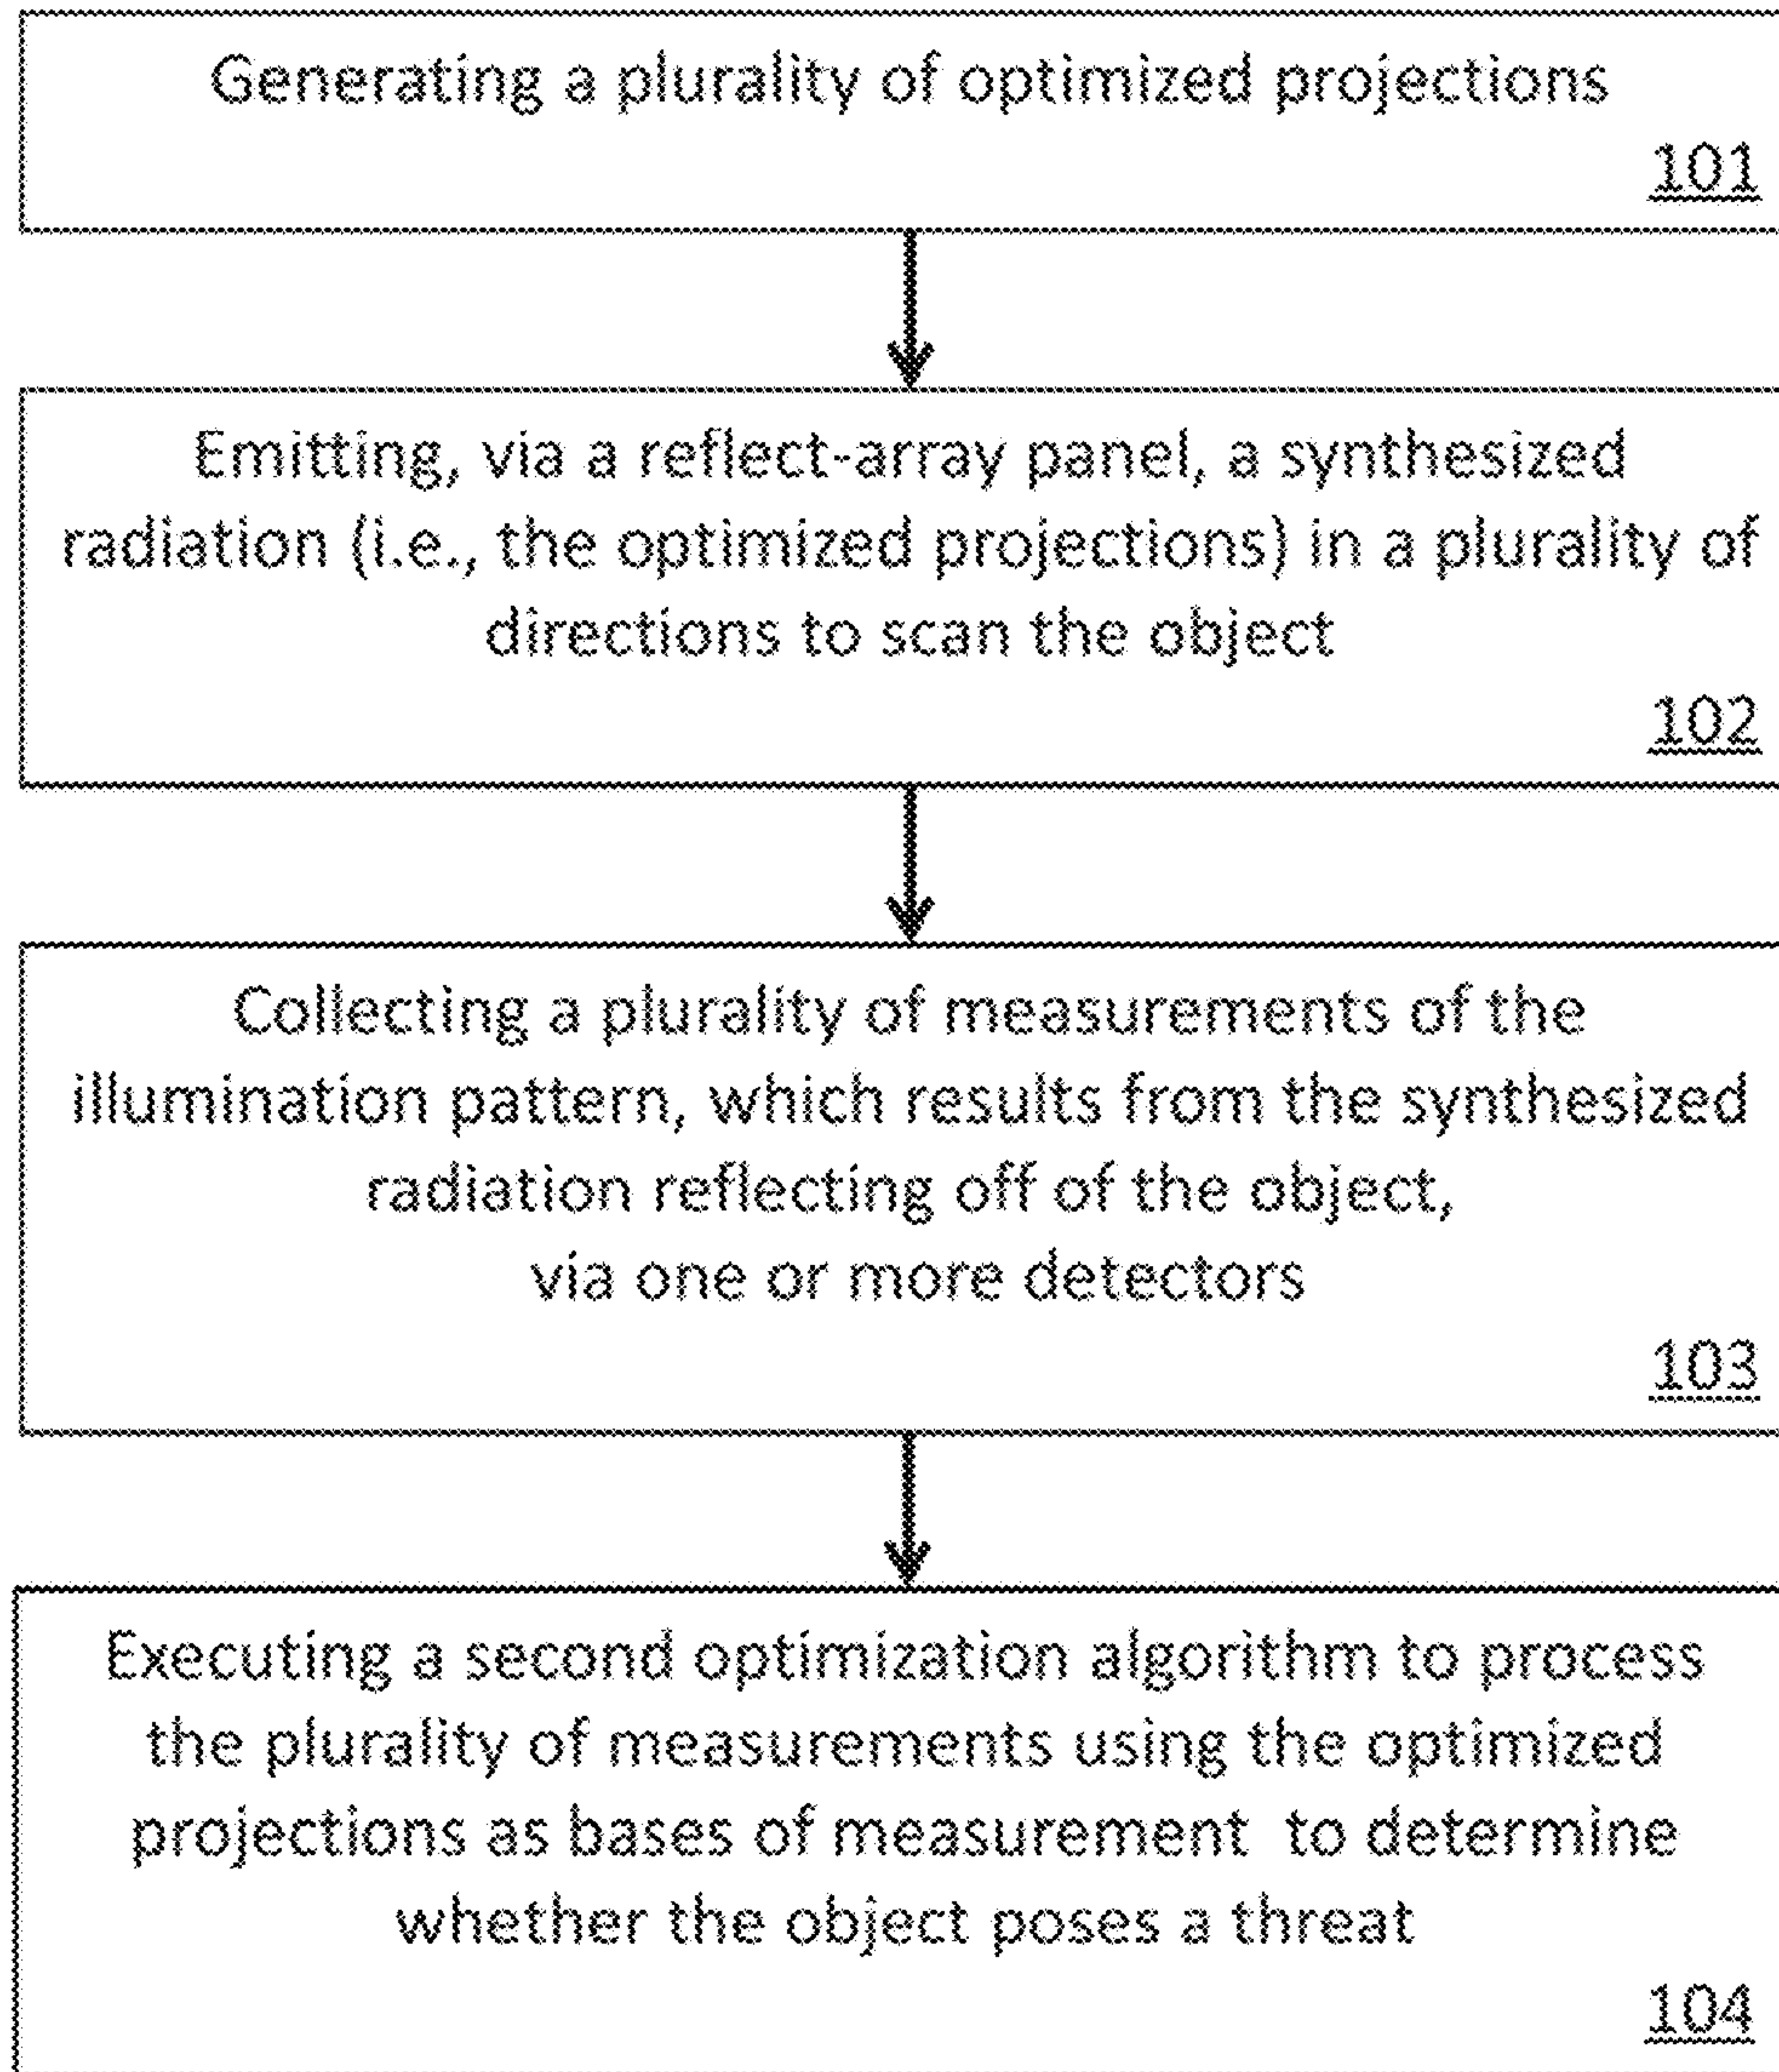 Generating a plurality of optimized projections
101
Emitting, via a reflect-array panel, a synthesized
radiation (i.e., the optimized projections) in a plurality of
directions to scan the object
102
Collecting a plurality of measurements of the
illumination pattern, which results from the synthesized
radiation reflecting off of the object,
via one or more detectors
103
Executing a second optimization algorithm to process
the plurality of measurements using the optimized
projections as bases of measurement to determine
whether the object poses a threat
104